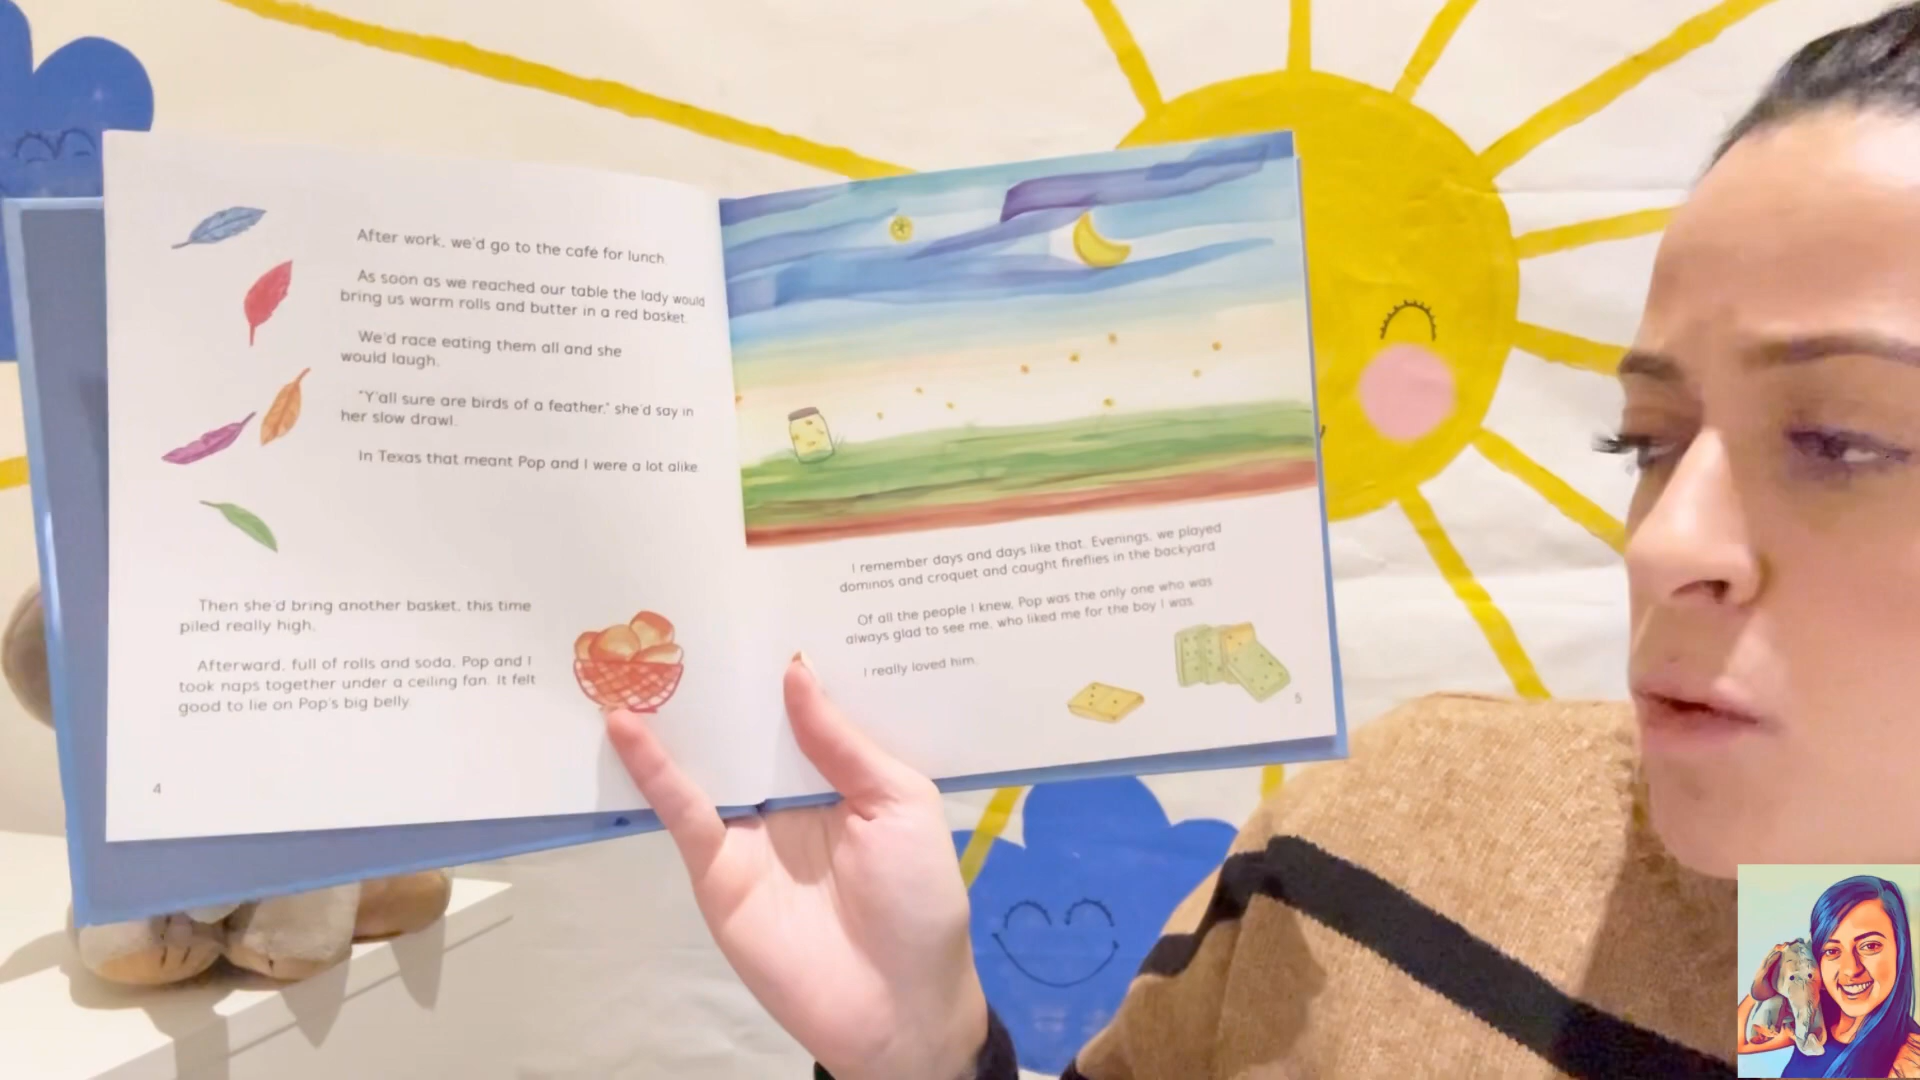 After work, we'd go to the café for lunch.
As soon as we reached our table the lady would
bring us warm rolls and butter in a red basket.
We'd race eating them all and she
would laugh.
"Y'all sure are birds of a feather," she'd say in
her slow drawl.
In Texas that meant Pop and I were a lot alike.
Then she'd bring another basket, this time
piled really high.
Afterward, full of rolls and soda, Pop and I
took naps together under a ceiling fan. It felt
good to lie on Pop's big belly.
4
I remember days and days like that. Evenings, we played
dominos and croquet and caught fireflies in the backyard.
Of all the people I knew, Pop was the only one who was
always glad to see me, who liked me for the boy I was.
I really loved him.
5